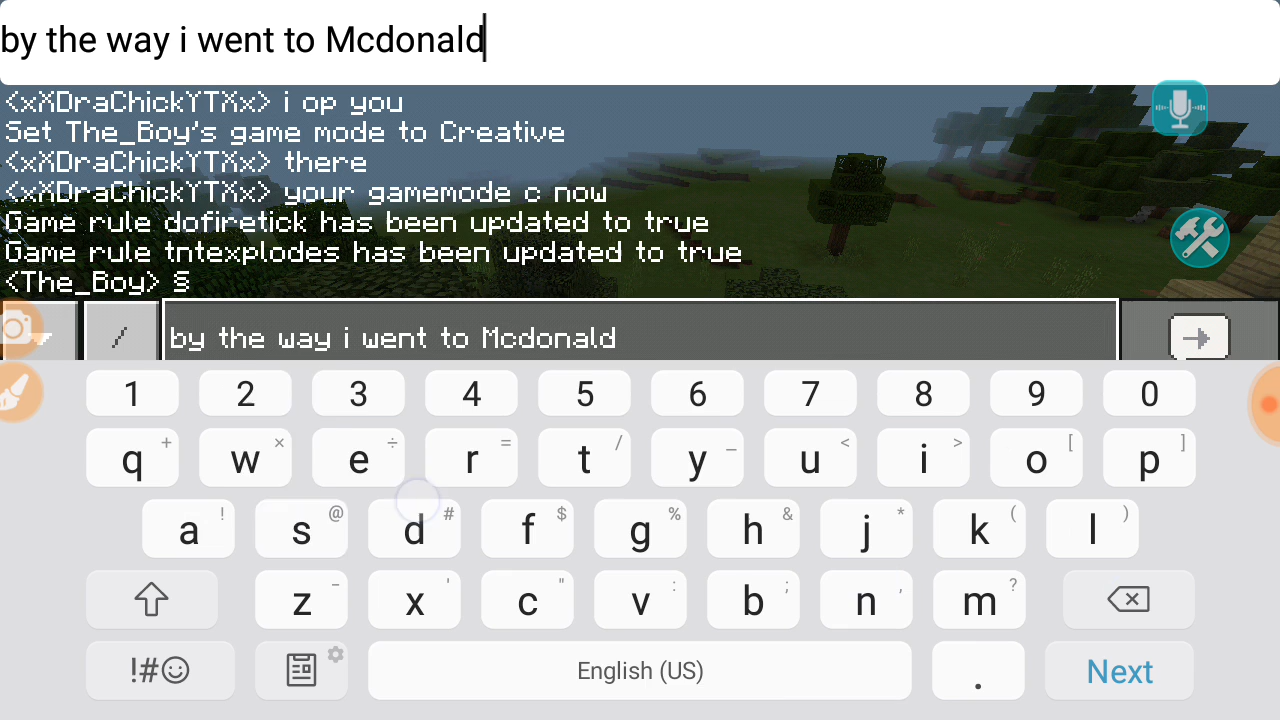 by the way i went to Mcdonald
<xXDraChickYTXx> i op you
Set The_Boy's game mode to Creative
<xXDraChickYTXx> there
<xXDraChickYTXx> your gamemode c now
Game rule dofiretick has been updated to true
Game rule tntexplodes has been updated to true
<The_Boy> S
/ by the way i went to Mcdonald
1 2 3 4 5 6 7 8 9 0
q + w × e ÷ r = t / y _ u < i > o [ p ]
a ! s @ d # f $ g % h & j * k ( l )
z - x ' c " v : b ; n , m ?
!#☺ English (US) . Next